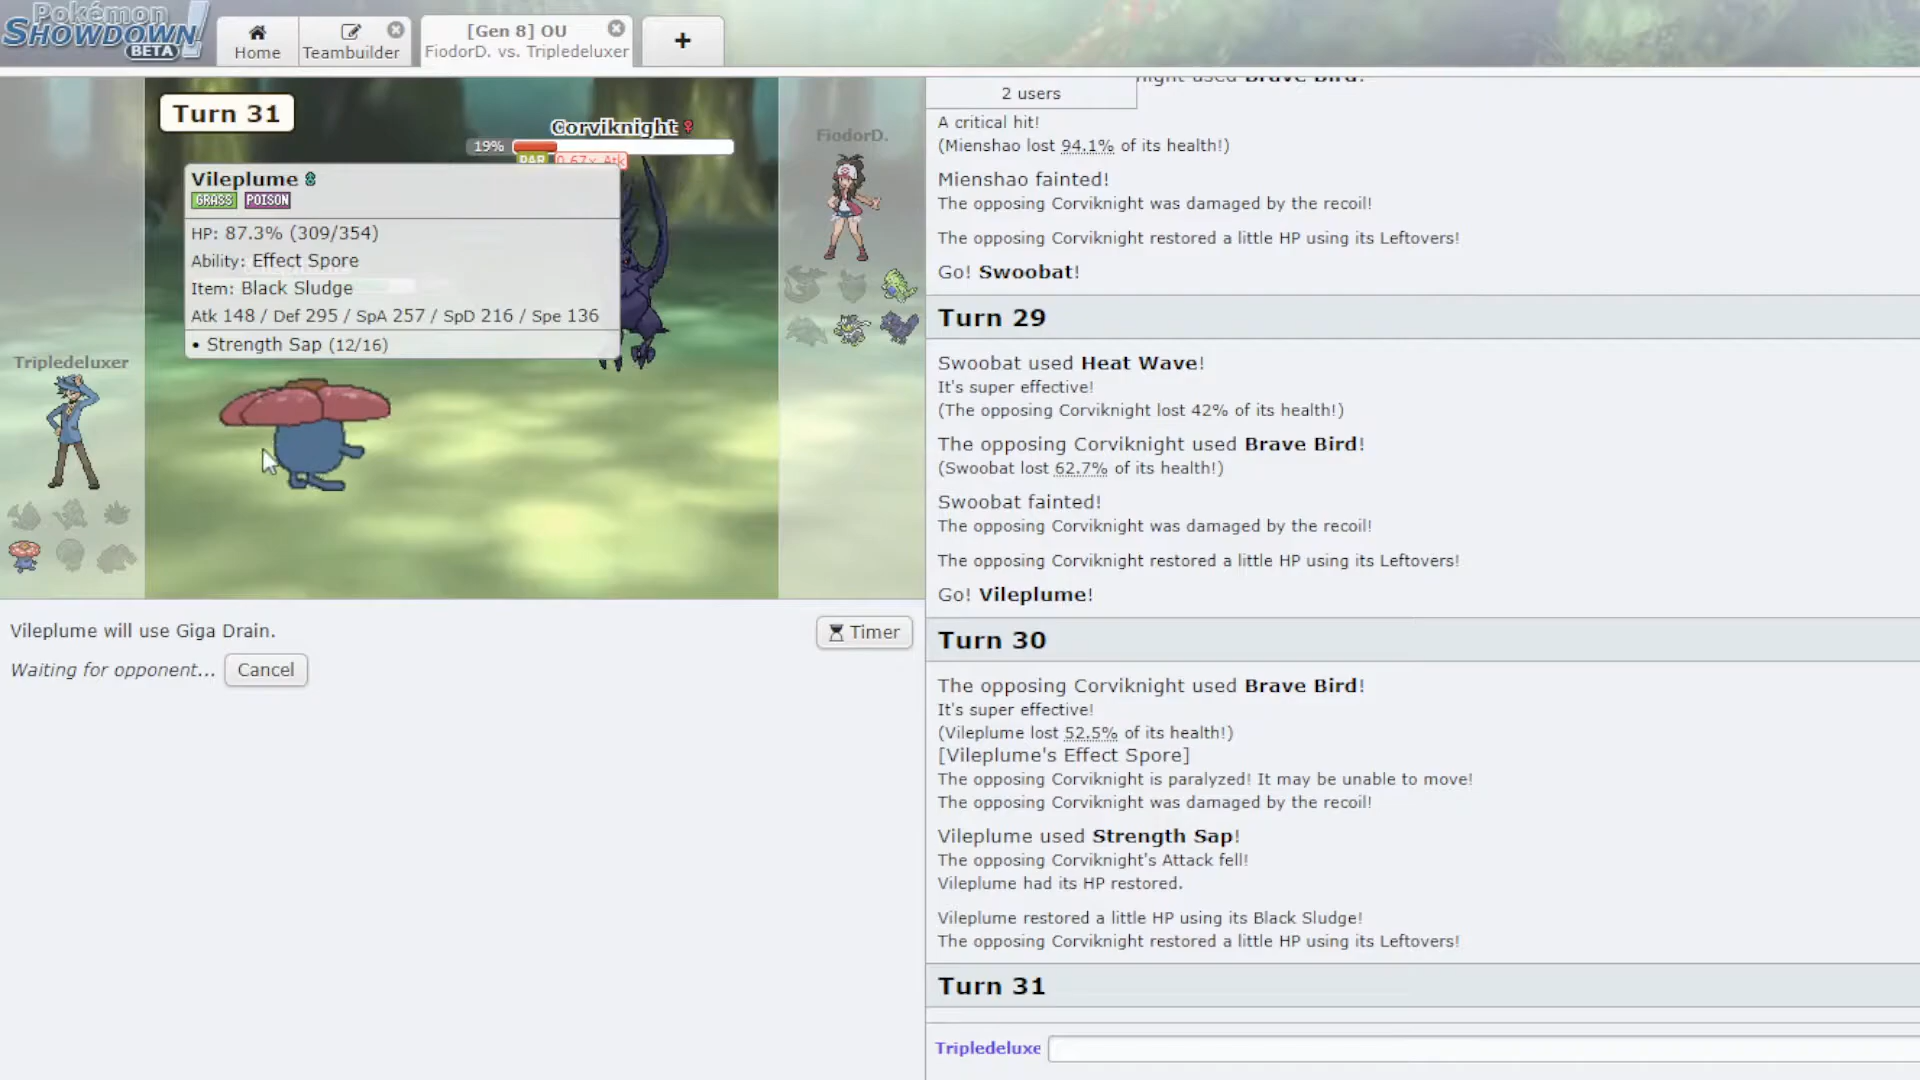 Pokémon
SHOWDOWN!
BETA
Home
Teambuilder
[Gen 8] OU
FiodorD. vs. Tripledeluxer
+
Turn 31
Corviknight
19%
PAR 0.67x Atk
Vileplume
GRASS POISON
HP: 87.3% (309/354)
Ability: Effect Spore
Item: Black Sludge
Atk 148 / Def 295 / SpA 257 / SpD 216 / Spe 136
• Strength Sap (12/16)
FiodorD.
Tripledeluxer
Vileplume will use Giga Drain.
Timer
Waiting for opponent... Cancel
2 users
used Brave Bird!
A critical hit!
(Mienshao lost 94.1% of its health!)
Mienshao fainted!
The opposing Corviknight was damaged by the recoil!
The opposing Corviknight restored a little HP using its Leftovers!
Go! Swoobat!
Turn 29
Swoobat used Heat Wave!
It's super effective!
(The opposing Corviknight lost 42% of its health!)
The opposing Corviknight used Brave Bird!
(Swoobat lost 62.7% of its health!)
Swoobat fainted!
The opposing Corviknight was damaged by the recoil!
The opposing Corviknight restored a little HP using its Leftovers!
Go! Vileplume!
Turn 30
The opposing Corviknight used Brave Bird!
It's super effective!
(Vileplume lost 52.5% of its health!)
[Vileplume's Effect Spore]
The opposing Corviknight is paralyzed! It may be unable to move!
The opposing Corviknight was damaged by the recoil!
Vileplume used Strength Sap!
The opposing Corviknight's Attack fell!
Vileplume had its HP restored.
Vileplume restored a little HP using its Black Sludge!
The opposing Corviknight restored a little HP using its Leftovers!
Turn 31
Tripledeluxe